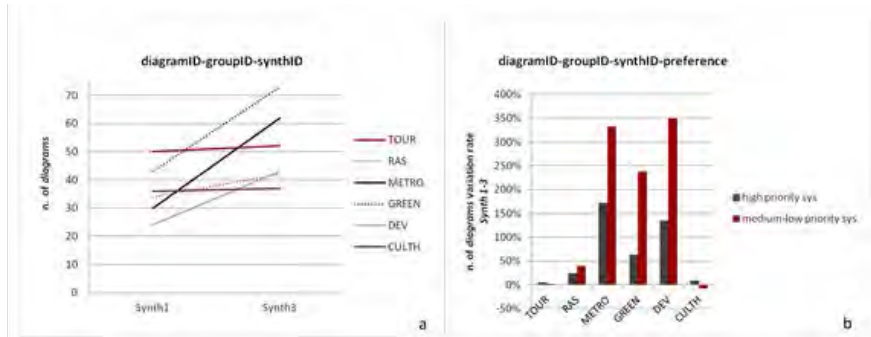 diagramID-groupID-synthID
n. of diagrams
70
60
50
40
30
20
10
0
Synth1
Synth3
TOUR
RAS
METRO
GREEN
DEV
CULTH
a
diagramID-groupID-synthID-preference
n. of diagrams variation rate
Synth 1-3
400%
350%
300%
250%
200%
150%
100%
50%
0%
-50%
TOUR
RAS
METRO
GREEN
DEV
CULTH
high priority sys
medium-low priority sys
b